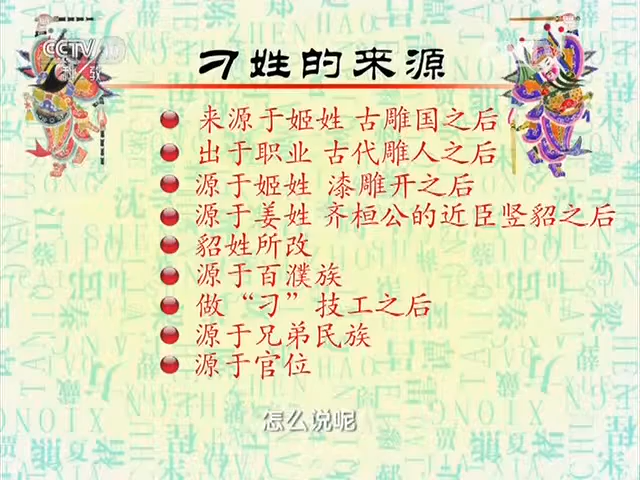 CCTV 10
科教
刁姓的来源
来源于姬姓 古雕国之后
出于职业 古代雕人之后
源于姬姓 漆雕开之后
源于姜姓 齐桓公的近臣竖貂之后
貂姓所改
源于百濮族
做“刁”技工之后
源于兄弟民族
源于官位
怎么说呢